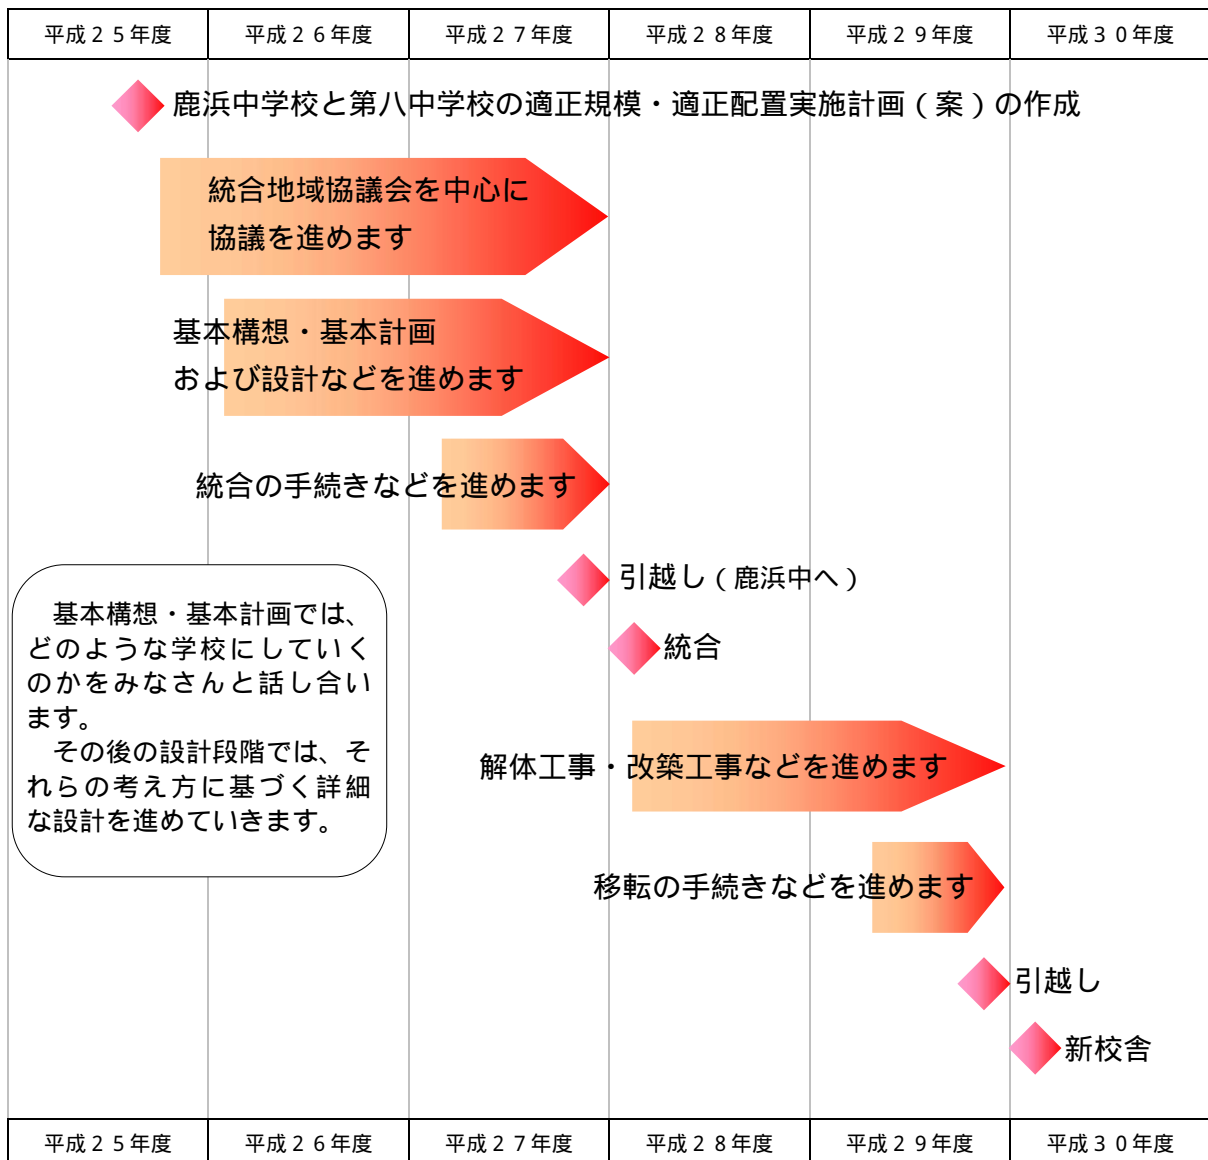 平成２５年度 平成２６年度 平成２７年度 平成２８年度 平成２９年度 平成３０年度
鹿浜中学校と第八中学校の適正規模・適正配置実施計画（案）の作成
統合地域協議会を中心に
協議を進めます
基本構想・基本計画
および設計などを進めます
統合の手続きなどを進めます
引越し（鹿浜中へ）
統合
基本構想・基本計画では、
どのような学校にしていく
のかをみなさんと話し合い
ます。
その後の設計段階では、そ
れらの考え方に基づく詳細
な設計を進めていきます。
解体工事・改築工事などを進めます
移転の手続きなどを進めます
引越し
新校舎
平成２５年度 平成２６年度 平成２７年度 平成２８年度 平成２９年度 平成３０年度